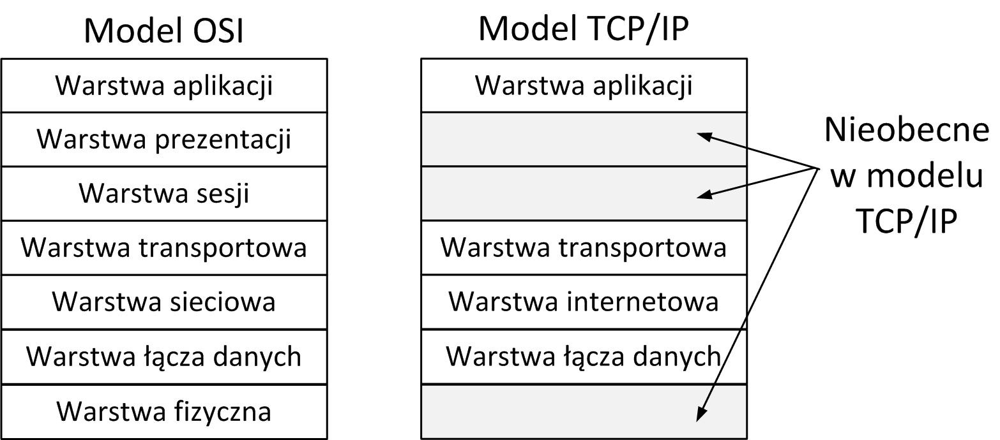 Model OSI
Warstwa aplikacji
Warstwa prezentacji
Warstwa sesji
Warstwa transportowa
Warstwa sieciowa
Warstwa łącza danych
Warstwa fizyczna
Model TCP/IP
Warstwa aplikacji
Warstwa transportowa
Warstwa internetowa
Warstwa łącza danych
Nieobecne
w modelu
TCP/IP